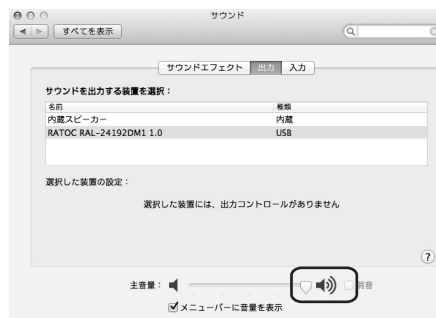 サウンド
すべてを表示
サウンドエフェクト 出力 入力
サウンドを出力する装置を選択：
名前 種類
内蔵スピーカー 内蔵
RATOC RAL-24192DM1 1.0 USB
選択した装置の設定：
選択した装置には、出力コントロールがありません
?
主音量： 消音
メニューバーに音量を表示